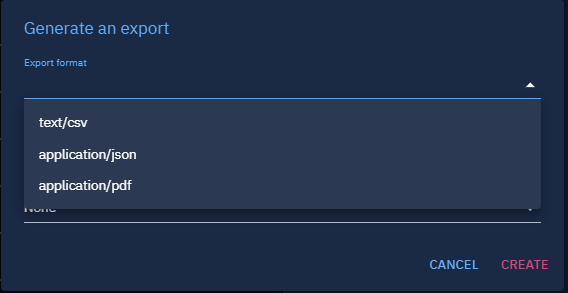 Generate an export
Export format
text/csv
application/json
application/pdf
None
CANCEL CREATE